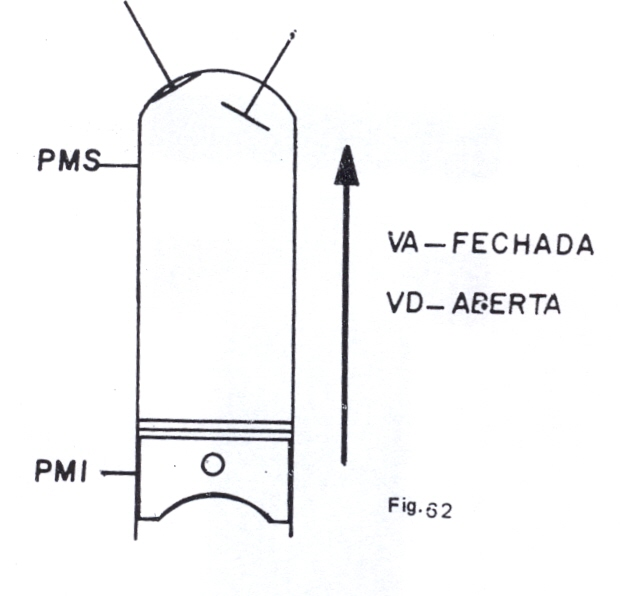 PMS
VA-FECHADA
VD-ABERTA
PMI
Fig.62